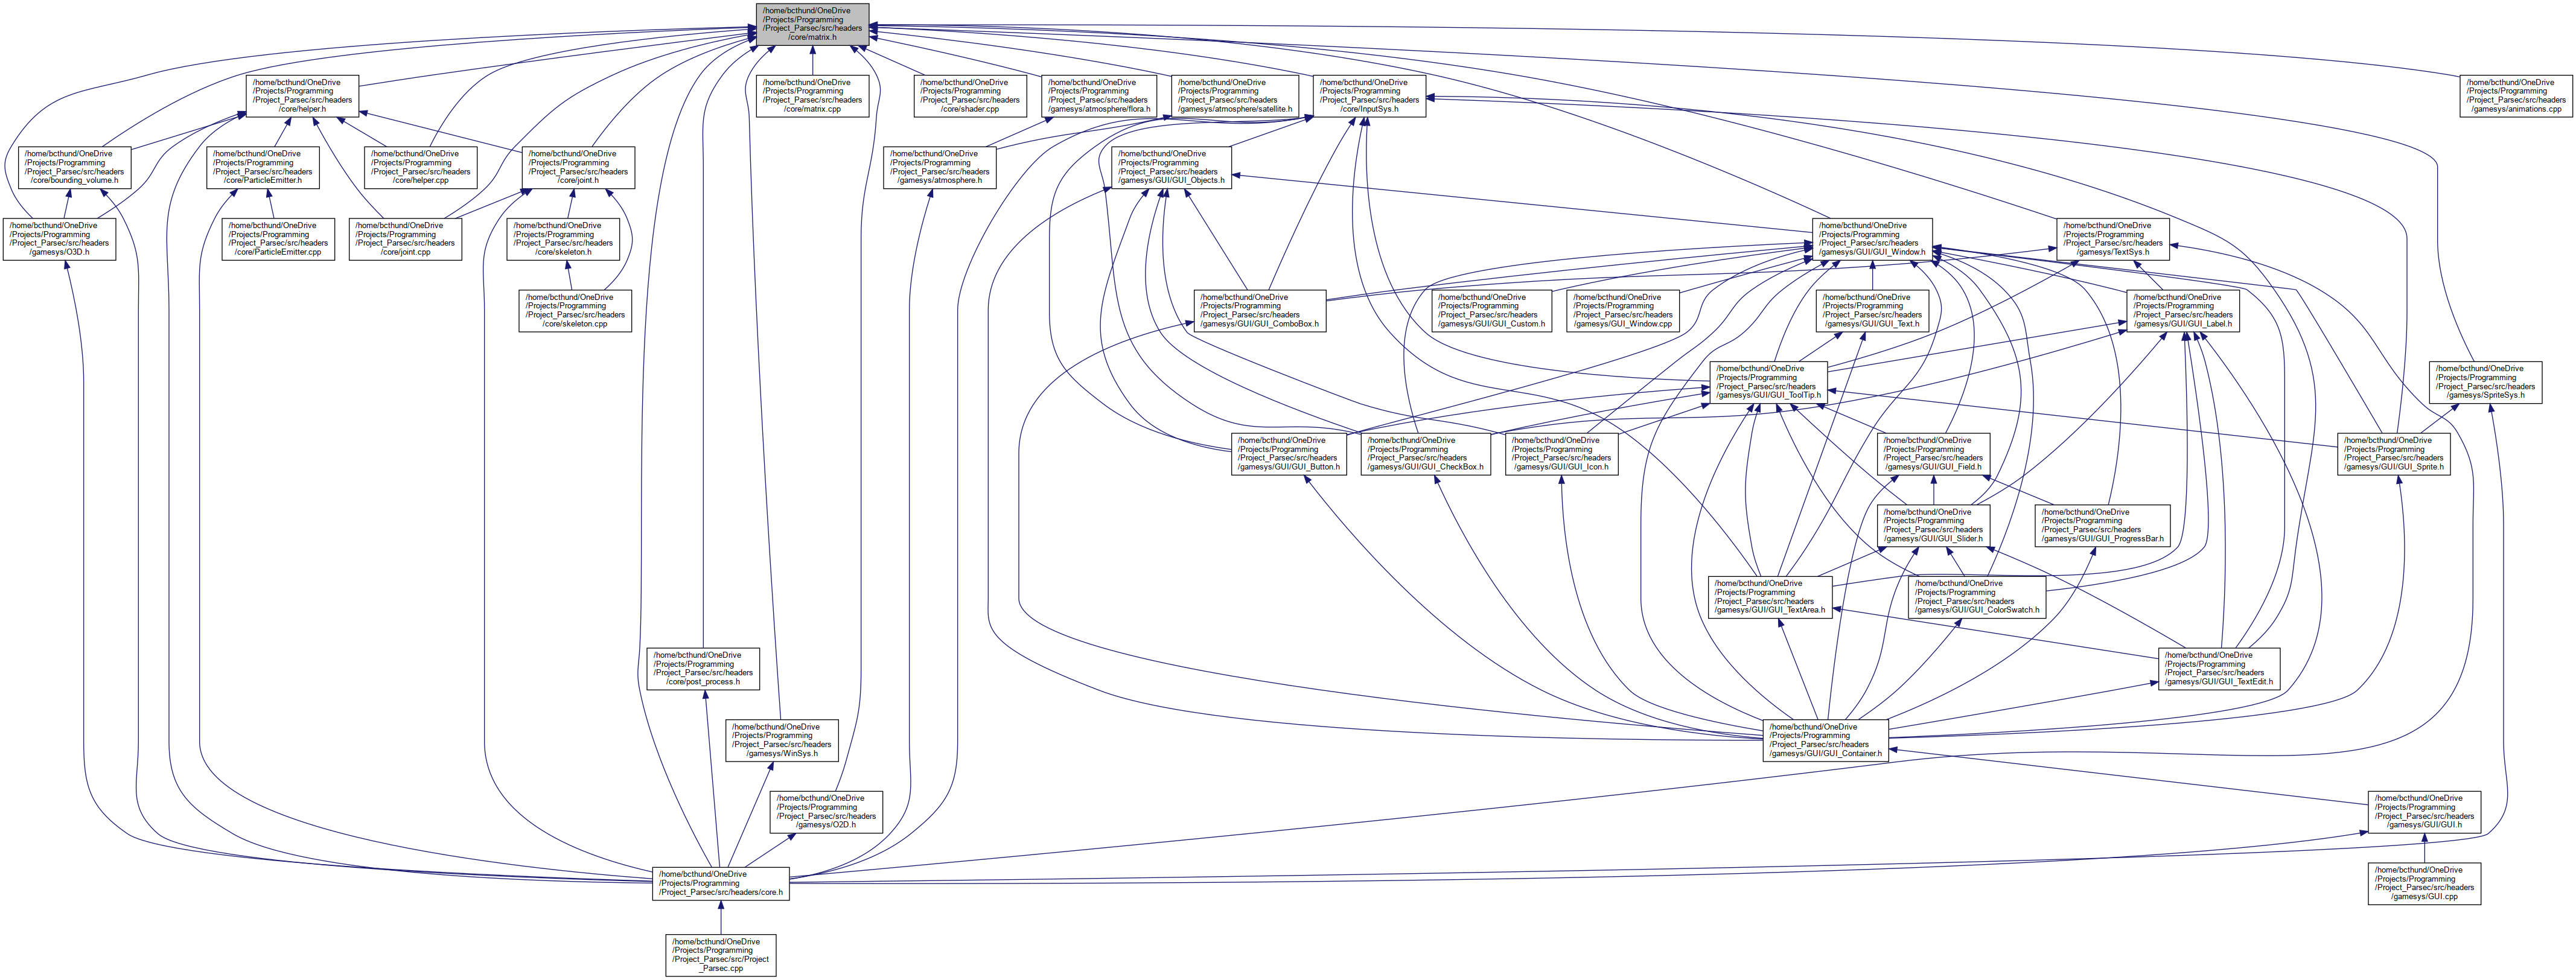 /home/bcthund/OneDrive
/Projects/Programming
/Project_Parsec/src/headers
/core/matrix.h
/home/bcthund/OneDrive
/Projects/Programming
/Project_Parsec/src/headers
/core/helper.h
/home/bcthund/OneDrive
/Projects/Programming
/Project_Parsec/src/headers
/core/matrix.cpp
/home/bcthund/OneDrive
/Projects/Programming
/Project_Parsec/src/headers
/core/shader.cpp
/home/bcthund/OneDrive
/Projects/Programming
/Project_Parsec/src/headers
/gamesys/atmosphere/flora.h
/home/bcthund/OneDrive
/Projects/Programming
/Project_Parsec/src/headers
/gamesys/atmosphere/satellite.h
/home/bcthund/OneDrive
/Projects/Programming
/Project_Parsec/src/headers
/core/InputSys.h
/home/bcthund/OneDrive
/Projects/Programming
/Project_Parsec/src/headers
/gamesys/animations.cpp
/home/bcthund/OneDrive
/Projects/Programming
/Project_Parsec/src/headers
/core/bounding_volume.h
/home/bcthund/OneDrive
/Projects/Programming
/Project_Parsec/src/headers
/core/ParticleEmitter.h
/home/bcthund/OneDrive
/Projects/Programming
/Project_Parsec/src/headers
/core/helper.cpp
/home/bcthund/OneDrive
/Projects/Programming
/Project_Parsec/src/headers
/core/joint.h
/home/bcthund/OneDrive
/Projects/Programming
/Project_Parsec/src/headers
/gamesys/atmosphere.h
/home/bcthund/OneDrive
/Projects/Programming
/Project_Parsec/src/headers
/gamesys/GUI/GUI_Objects.h
/home/bcthund/OneDrive
/Projects/Programming
/Project_Parsec/src/headers
/gamesys/O3D.h
/home/bcthund/OneDrive
/Projects/Programming
/Project_Parsec/src/headers
/core/ParticleEmitter.cpp
/home/bcthund/OneDrive
/Projects/Programming
/Project_Parsec/src/headers
/core/joint.cpp
/home/bcthund/OneDrive
/Projects/Programming
/Project_Parsec/src/headers
/core/skeleton.h
/home/bcthund/OneDrive
/Projects/Programming
/Project_Parsec/src/headers
/gamesys/GUI/GUI_Window.h
/home/bcthund/OneDrive
/Projects/Programming
/Project_Parsec/src/headers
/gamesys/TextSys.h
/home/bcthund/OneDrive
/Projects/Programming
/Project_Parsec/src/headers
/core/skeleton.cpp
/home/bcthund/OneDrive
/Projects/Programming
/Project_Parsec/src/headers
/gamesys/GUI/GUI_ComboBox.h
/home/bcthund/OneDrive
/Projects/Programming
/Project_Parsec/src/headers
/gamesys/GUI/GUI_Custom.h
/home/bcthund/OneDrive
/Projects/Programming
/Project_Parsec/src/headers
/gamesys/GUI_Window.cpp
/home/bcthund/OneDrive
/Projects/Programming
/Project_Parsec/src/headers
/gamesys/GUI/GUI_Text.h
/home/bcthund/OneDrive
/Projects/Programming
/Project_Parsec/src/headers
/gamesys/GUI/GUI_Label.h
/home/bcthund/OneDrive
/Projects/Programming
/Project_Parsec/src/headers
/gamesys/GUI/GUI_ToolTip.h
/home/bcthund/OneDrive
/Projects/Programming
/Project_Parsec/src/headers
/gamesys/SpriteSys.h
/home/bcthund/OneDrive
/Projects/Programming
/Project_Parsec/src/headers
/gamesys/GUI/GUI_Button.h
/home/bcthund/OneDrive
/Projects/Programming
/Project_Parsec/src/headers
/gamesys/GUI/GUI_CheckBox.h
/home/bcthund/OneDrive
/Projects/Programming
/Project_Parsec/src/headers
/gamesys/GUI/GUI_Icon.h
/home/bcthund/OneDrive
/Projects/Programming
/Project_Parsec/src/headers
/gamesys/GUI/GUI_Field.h
/home/bcthund/OneDrive
/Projects/Programming
/Project_Parsec/src/headers
/gamesys/GUI/GUI_Sprite.h
/home/bcthund/OneDrive
/Projects/Programming
/Project_Parsec/src/headers
/gamesys/GUI/GUI_Slider.h
/home/bcthund/OneDrive
/Projects/Programming
/Project_Parsec/src/headers
/gamesys/GUI/GUI_ProgressBar.h
/home/bcthund/OneDrive
/Projects/Programming
/Project_Parsec/src/headers
/gamesys/GUI/GUI_TextArea.h
/home/bcthund/OneDrive
/Projects/Programming
/Project_Parsec/src/headers
/gamesys/GUI/GUI_ColorSwatch.h
/home/bcthund/OneDrive
/Projects/Programming
/Project_Parsec/src/headers
/core/post_process.h
/home/bcthund/OneDrive
/Projects/Programming
/Project_Parsec/src/headers
/gamesys/GUI/GUI_TextEdit.h
/home/bcthund/OneDrive
/Projects/Programming
/Project_Parsec/src/headers
/gamesys/WinSys.h
/home/bcthund/OneDrive
/Projects/Programming
/Project_Parsec/src/headers
/gamesys/GUI/GUI_Container.h
/home/bcthund/OneDrive
/Projects/Programming
/Project_Parsec/src/headers
/gamesys/O2D.h
/home/bcthund/OneDrive
/Projects/Programming
/Project_Parsec/src/headers
/gamesys/GUI/GUI.h
/home/bcthund/OneDrive
/Projects/Programming
/Project_Parsec/src/headers/core.h
/home/bcthund/OneDrive
/Projects/Programming
/Project_Parsec/src/headers
/gamesys/GUI.cpp
/home/bcthund/OneDrive
/Projects/Programming
/Project_Parsec/src/Project
_Parsec.cpp